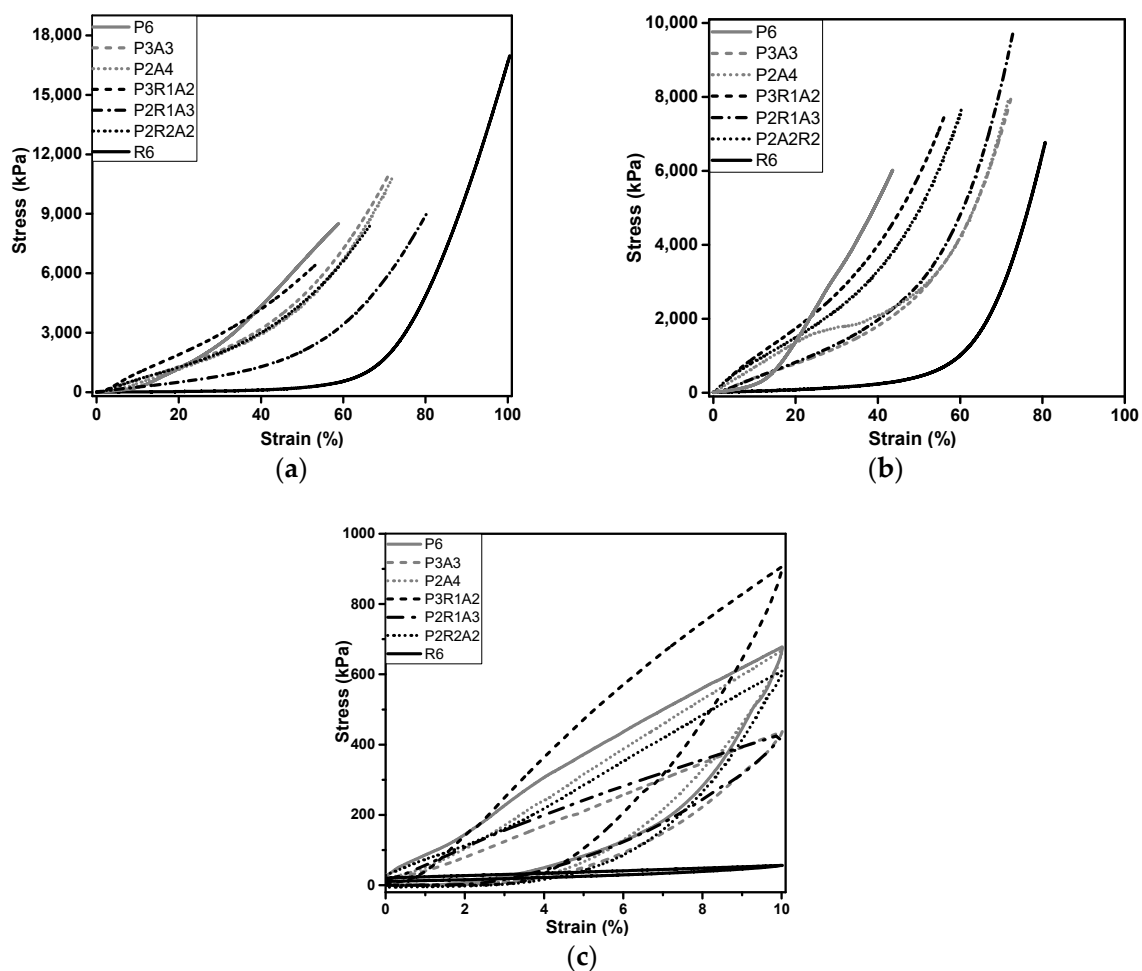 18,000
15,000
12,000
9,000
6,000
3,000
0
Stress (kPa)
P6
P3A3
P2A4
P3R1A2
P2R1A3
P2R2A2
R6
0 20 40 60 80 100
Strain (%)
(a)
10,000
8,000
6,000
4,000
2,000
0
Stress (kPa)
P6
P3A3
P2A4
P3R1A2
P2R1A3
P2A2R2
R6
0 20 40 60 80 100
Strain (%)
(b)
1000
800
600
400
200
0
Stress (kPa)
P6
P3A3
P2A4
P3R1A2
P2R1A3
P2R2A2
R6
0 2 4 6 8 10
Strain (%)
(c)